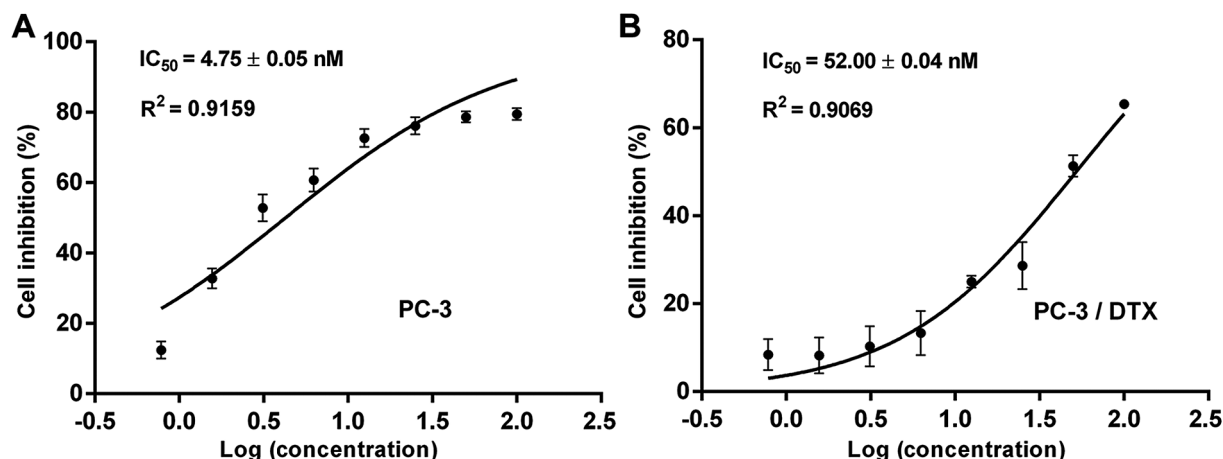 A
IC50 = 4.75 ± 0.05 nM
R2 = 0.9159
PC-3
Cell inhibition (%)
100
80
60
40
20
0
-0.5 0.0 0.5 1.0 1.5 2.0 2.5
Log (concentration)
B
IC50 = 52.00 ± 0.04 nM
R2 = 0.9069
PC-3 / DTX
Cell inhibition (%)
80
60
40
20
0
-0.5 0.0 0.5 1.0 1.5 2.0 2.5
Log (concentration)